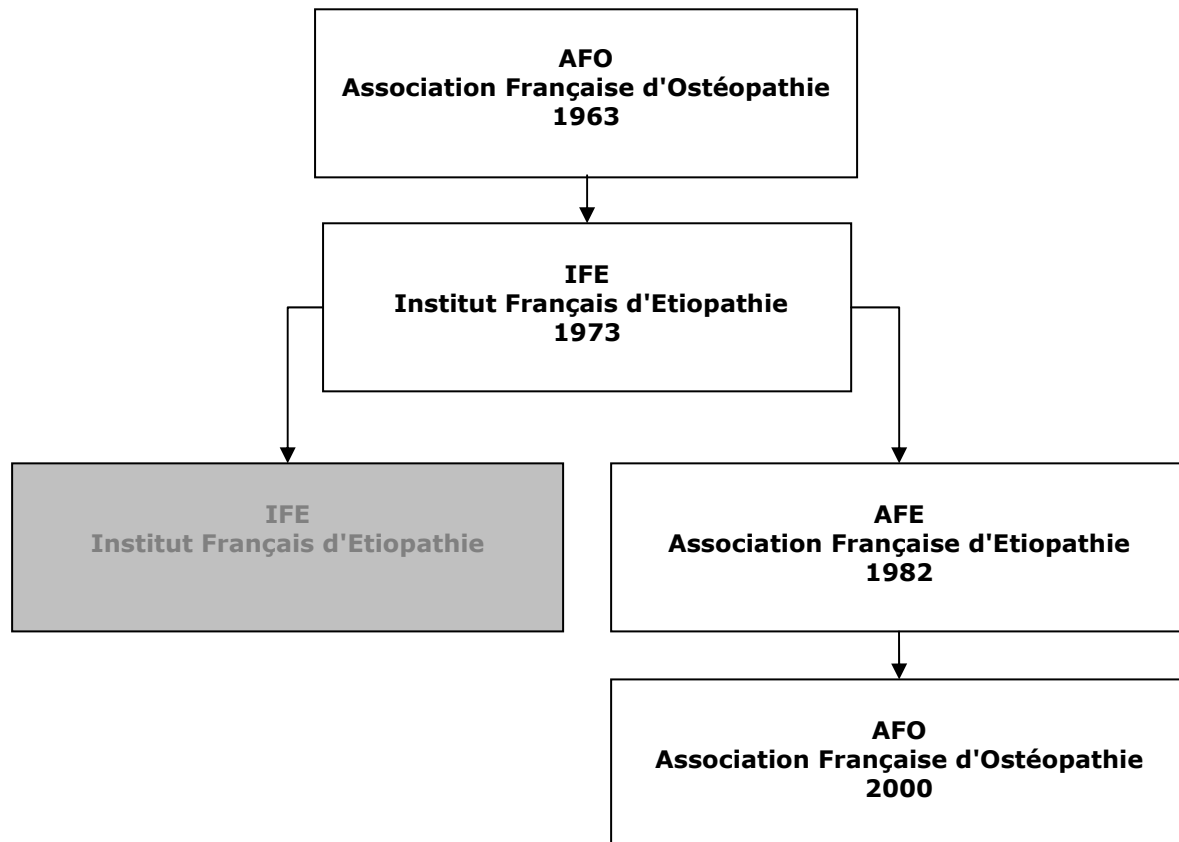 AFO
Association Française d'Ostéopathie
1963
IFE
Institut Français d'Etiopathie
1973
IFE
Institut Français d'Etiopathie
AFE
Association Française d'Etiopathie
1982
AFO
Association Française d'Ostéopathie
2000